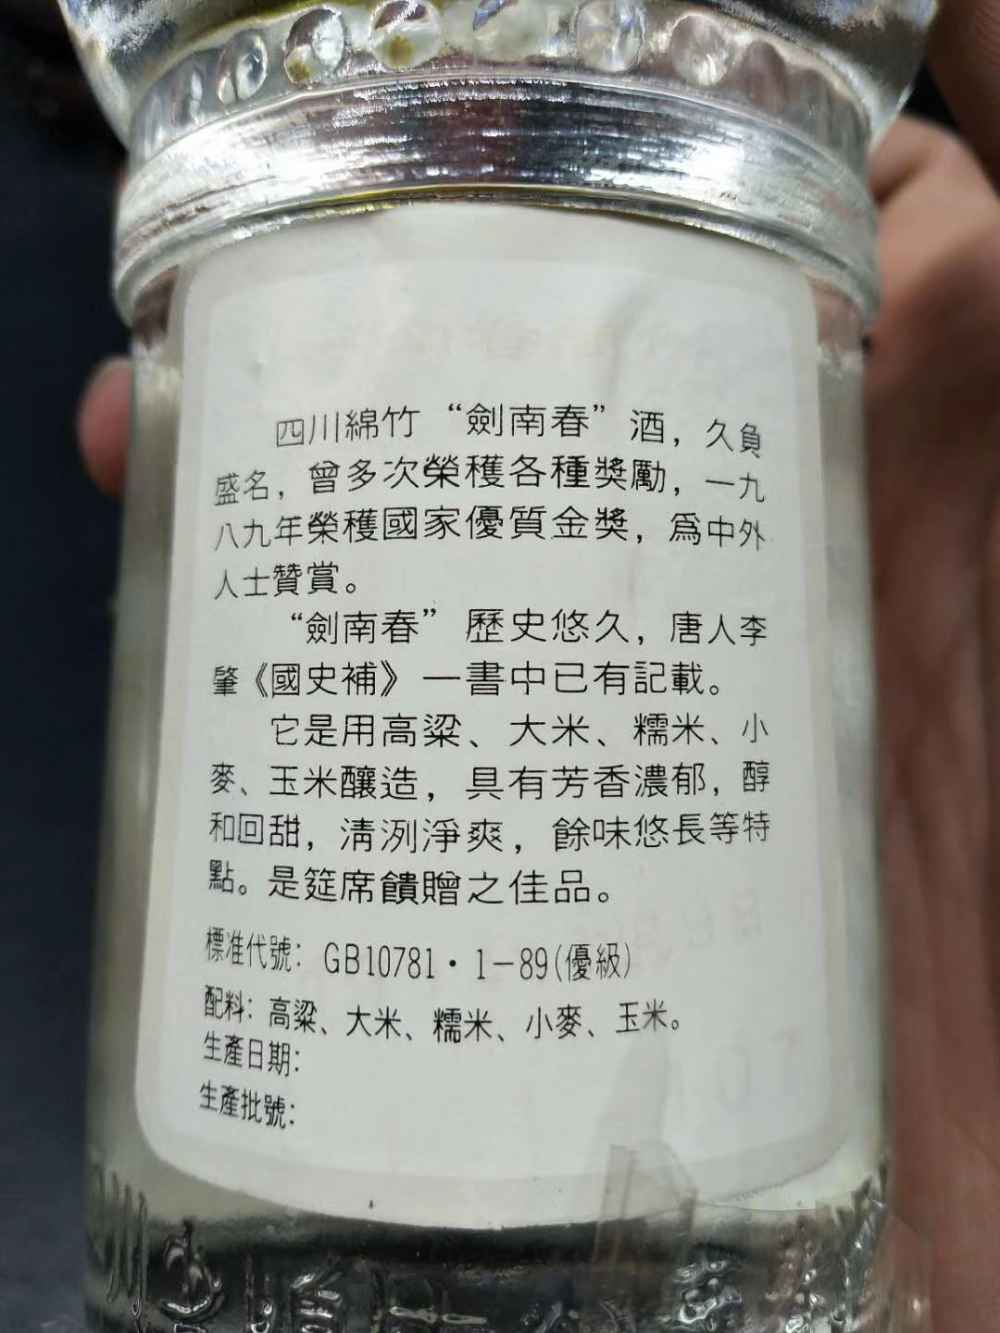 四川綿竹“劍南春”酒，久負
盛名，曾多次榮獲各種獎勵，一九
八九年榮獲國家優質金獎，爲中外
人士贊賞。
“劍南春”歷史悠久，唐人李
肇《國史補》一書中已有記載。
它是用高粱、大米、糯米、小
麥、玉米釀造，具有芳香濃郁，醇
和回甜，清洌淨爽，餘味悠長等特
點。是筵席饋贈之佳品。
標准代號：GB10781·1-89(優級)
配料：高粱、大米、糯米、小麥、玉米。
生產日期：
生產批號：